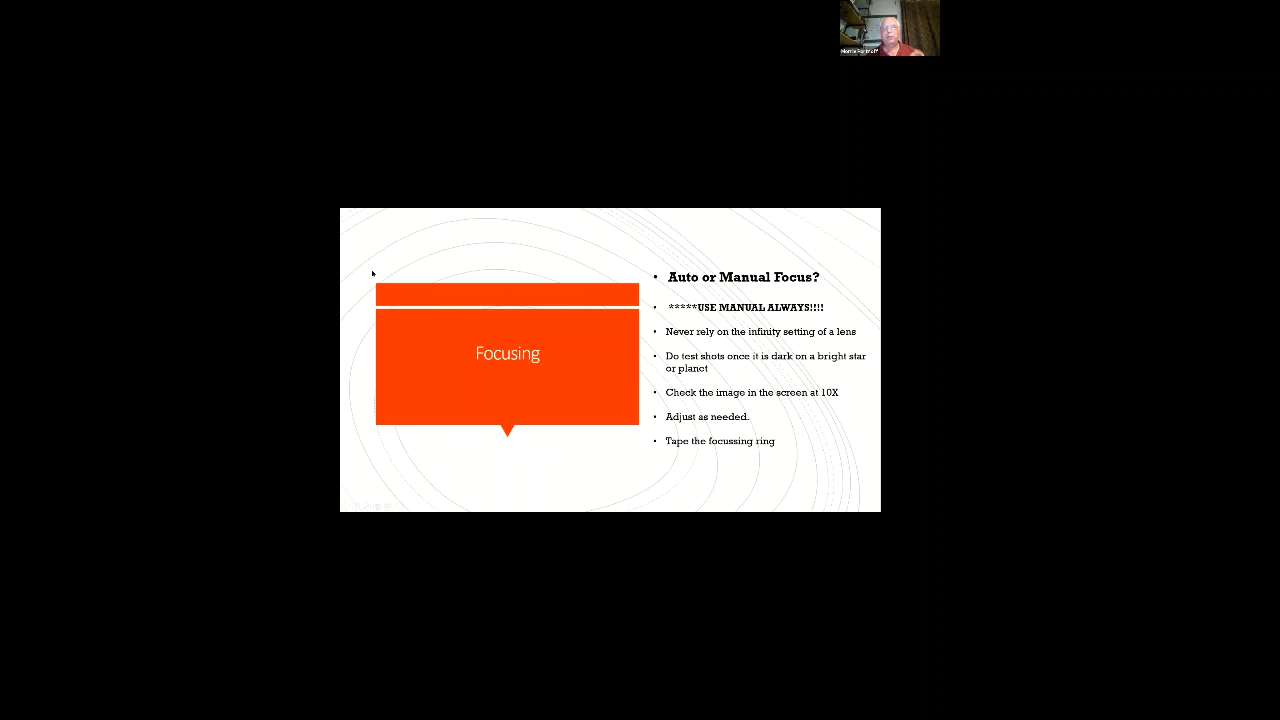 Focusing
• Auto or Manual Focus?
• *****USE MANUAL ALWAYS!!!!
• Never rely on the infinity setting of a lens
• Do test shots once it is dark on a bright star
or planet
• Check the image in the screen at 10X
• Adjust as needed.
• Tape the focussing ring